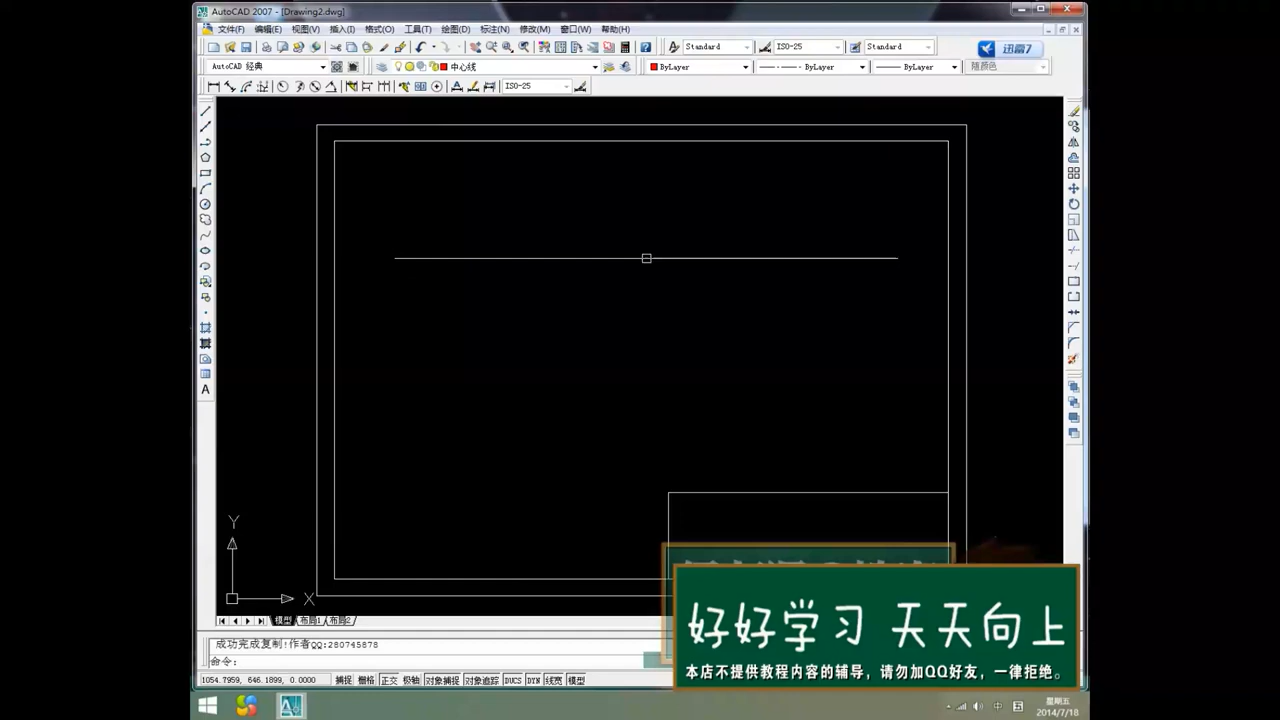 AutoCAD 2007 - [Drawing2.dwg]
文件(F) 编辑(E) 视图(V) 插入(I) 格式(O) 工具(T) 绘图(D) 标注(N) 修改(M) 窗口(W) 帮助(H)
Standard ISO-25 Standard 迅雷7
AutoCAD 经典 中心线 ByLayer ByLayer ByLayer 随颜色
ISO-25
A
Y
X
模型 布局1 布局2
成功完成复制!作者QQ:280745878
命令:
好好学习 天天向上
本店不提供教程内容的辅导，请勿加QQ好友，一律拒绝。
1054.7959, 646.1899, 0.0000 捕捉 栅格 正交 极轴 对象捕捉 对象追踪 DUCS DYN 线宽 模型
中 五 星期五
2014/7/18